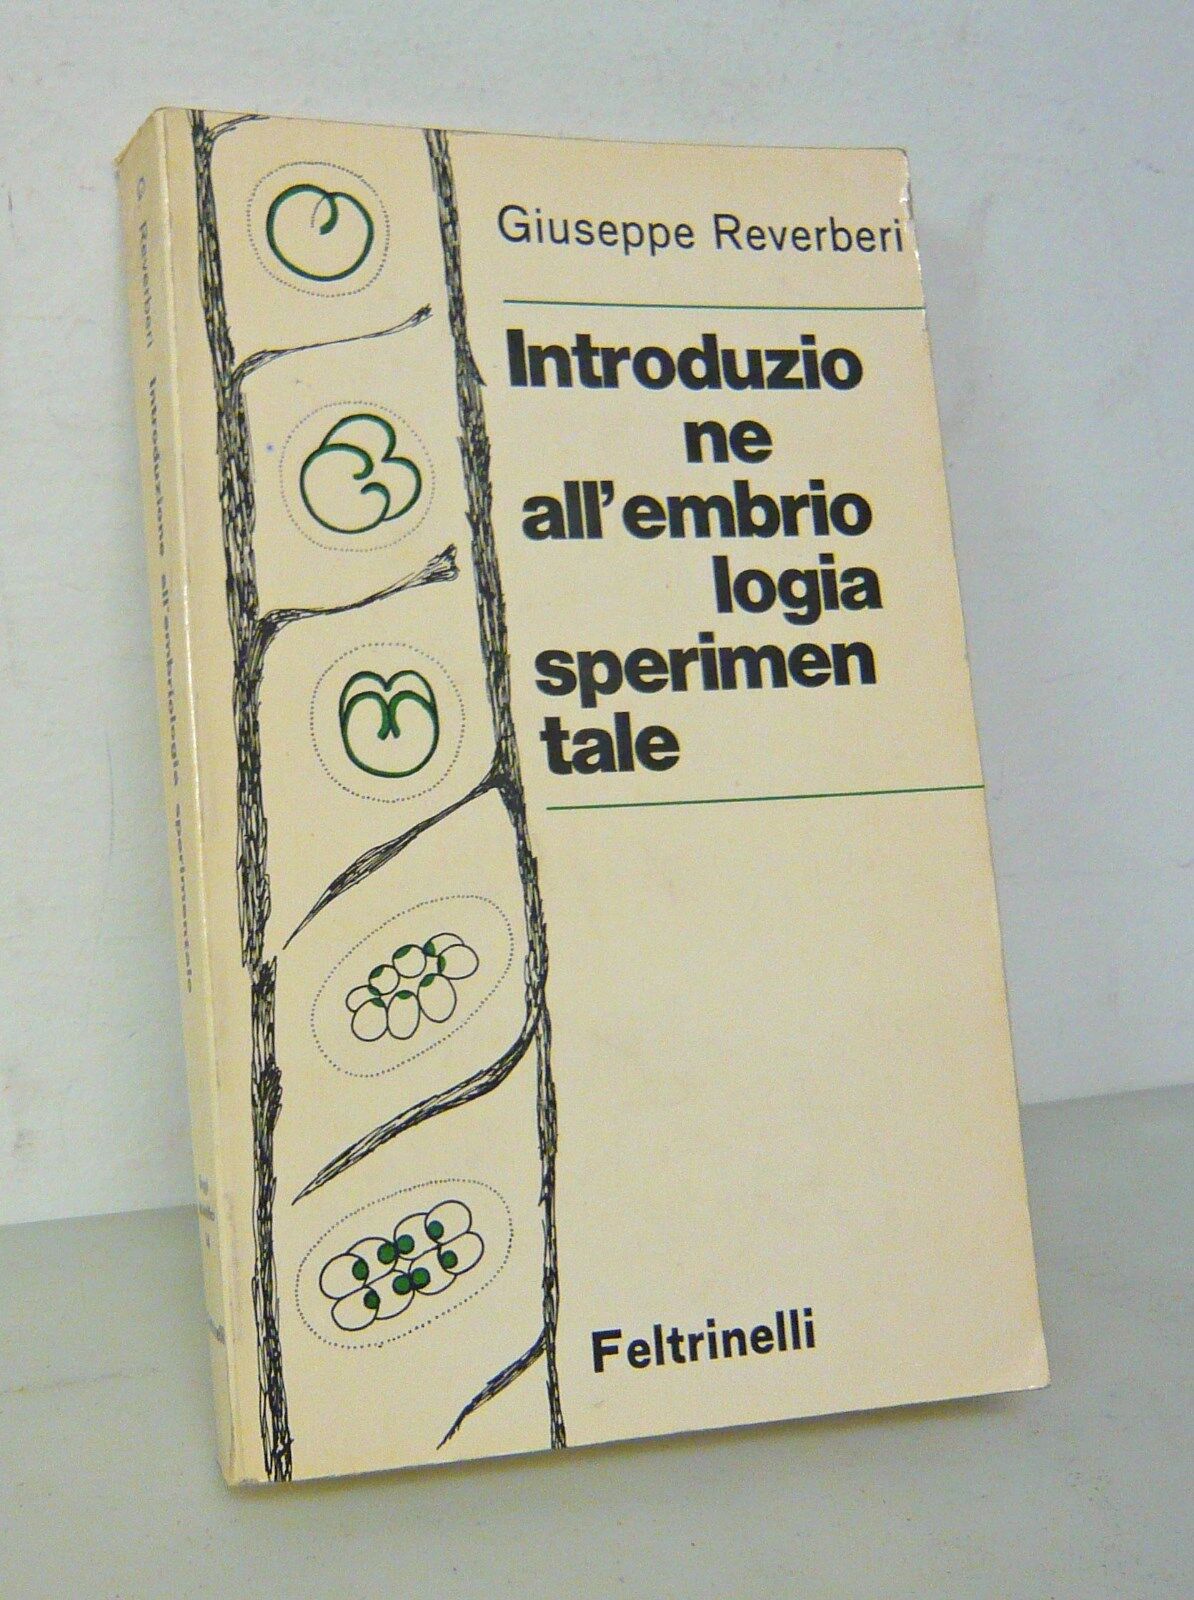 G. Reverberi Introduzione all'embriologia sperimentale
Giuseppe Reverberi
Introduzio
ne
all'embrio
logia
sperimen
tale
Feltrinelli